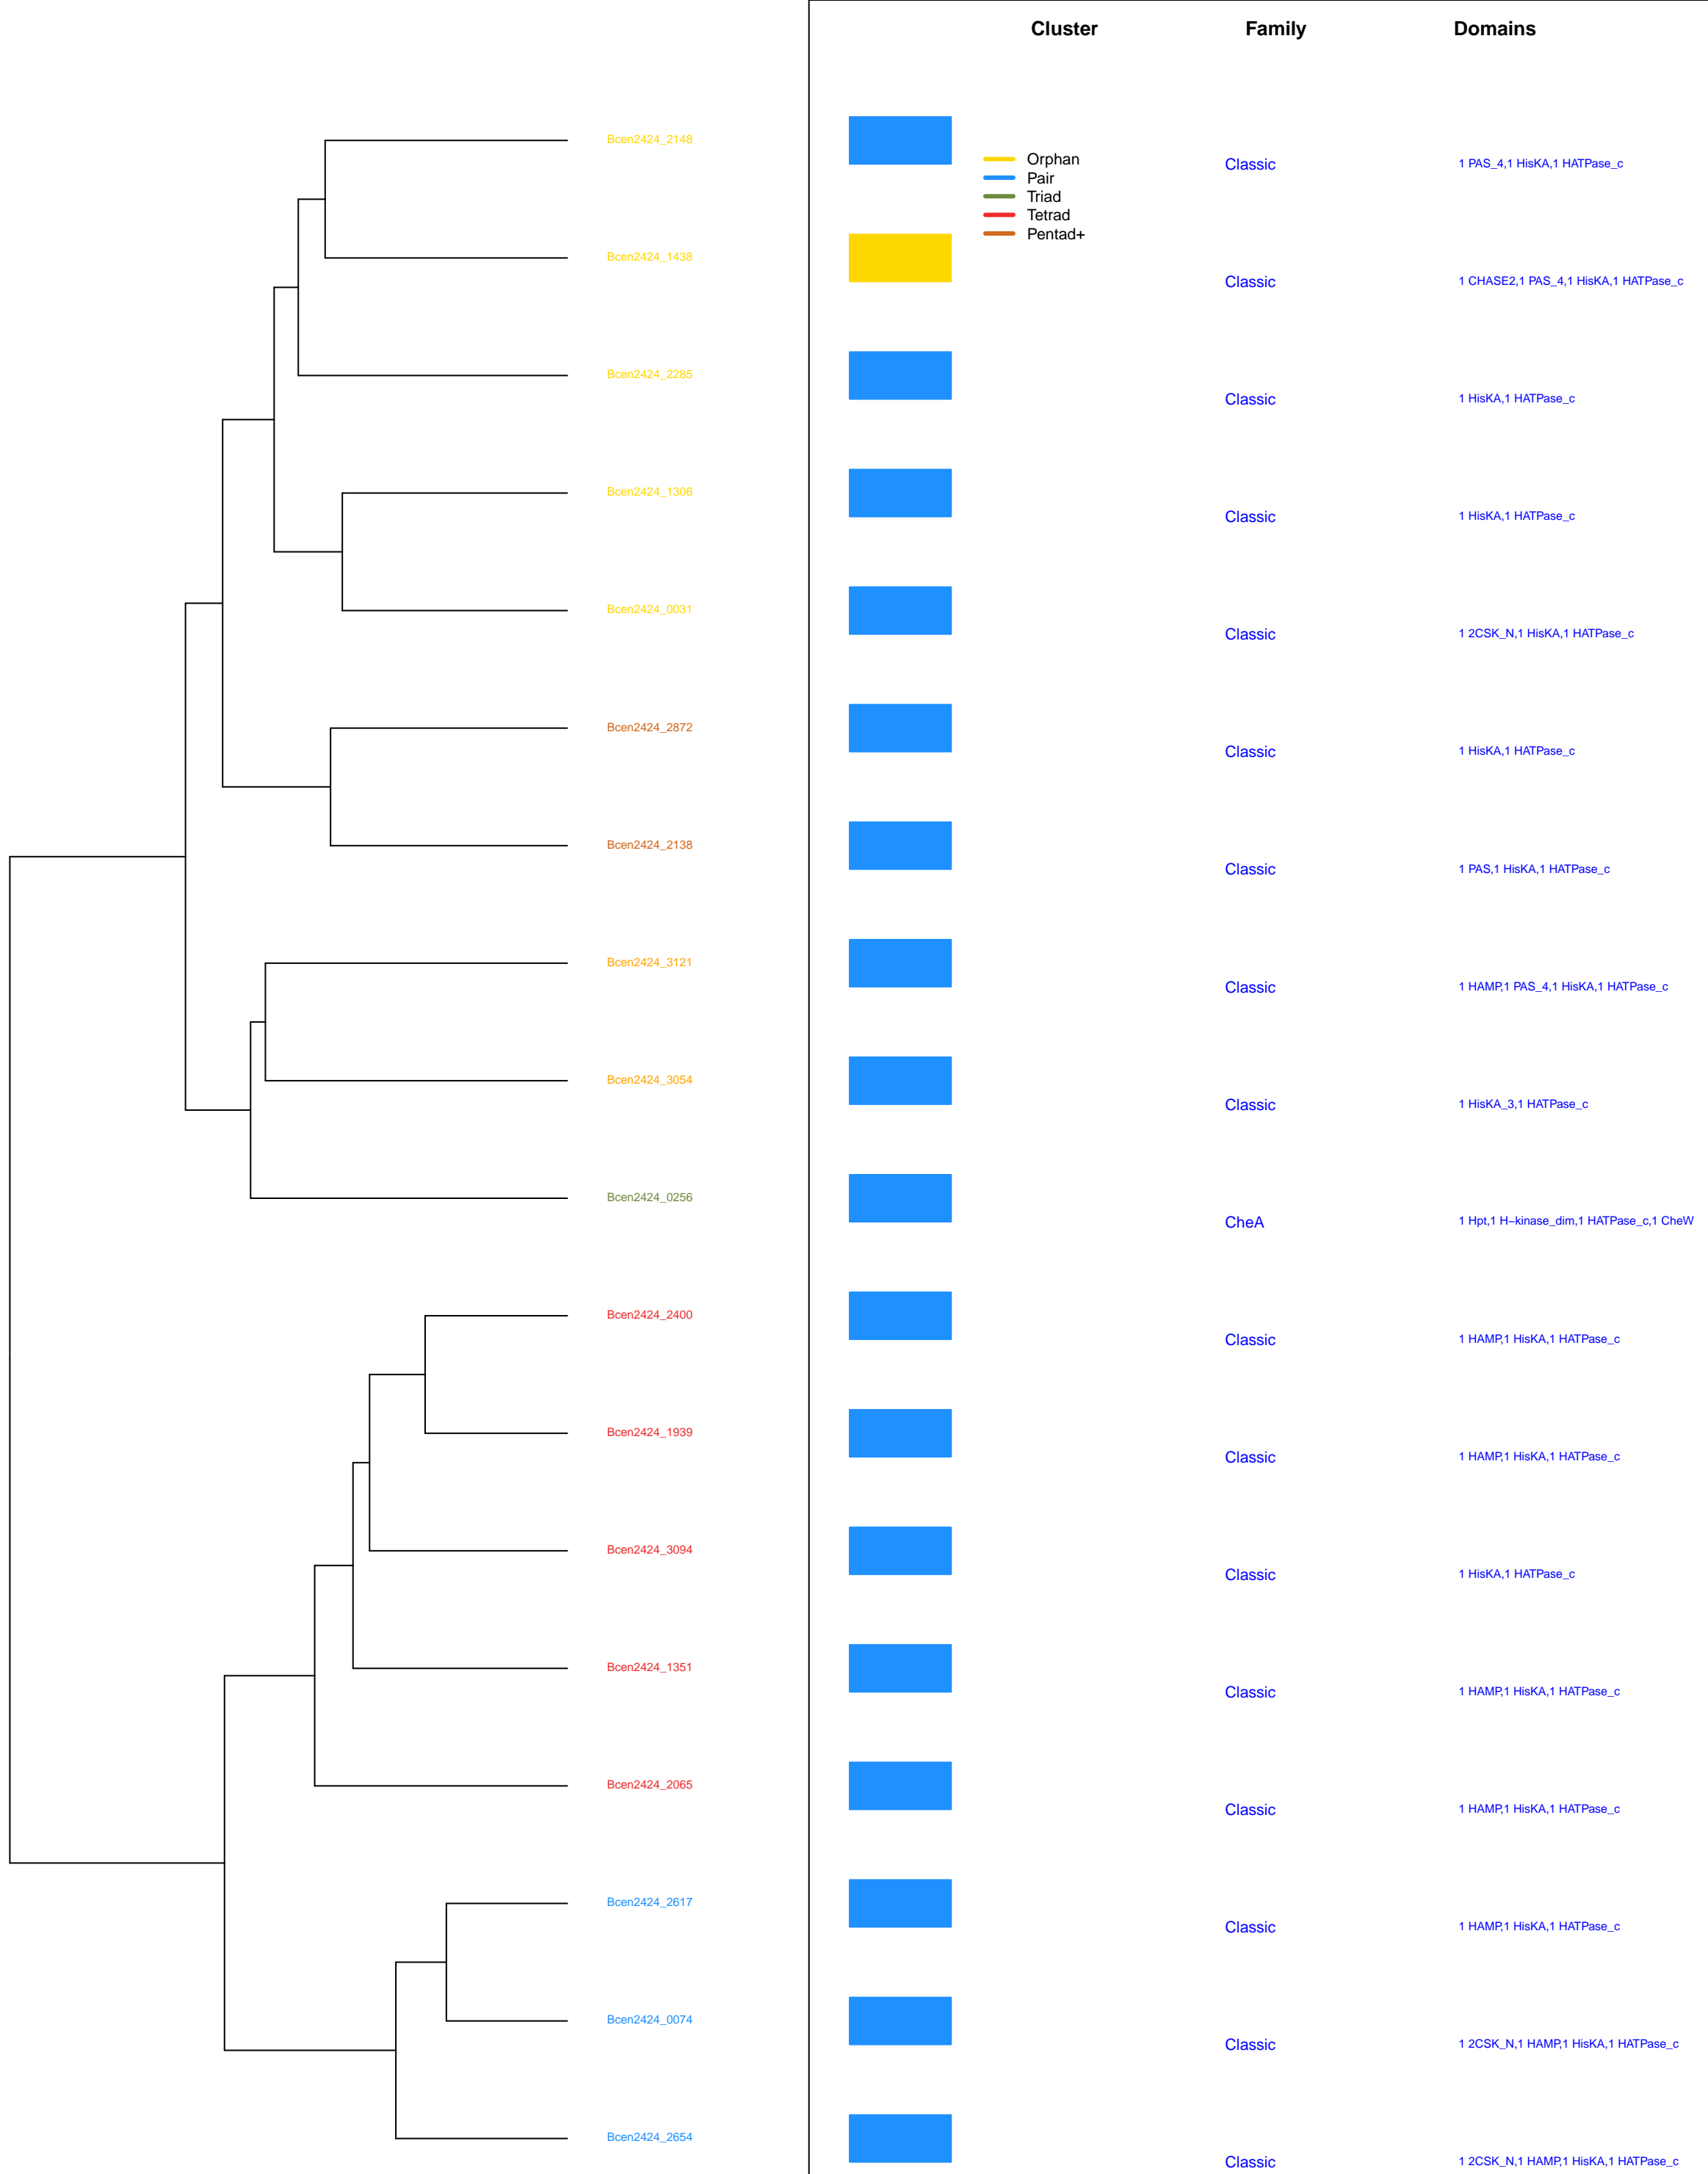 Cluster Family Domains
Bcen2424_2148
Orphan
Classic 1 PAS_4,1 HisKA,1 HATPase_c
Pair
Triad
Tetrad
Pentad+
Bcen2424_1438
Classic 1 CHASE2,1 PAS_4,1 HisKA,1 HATPase_c
Bcen2424_2285
Classic 1 HisKA,1 HATPase_c
Bcen2424_1306
Classic 1 HisKA,1 HATPase_c
Bcen2424_0031
Classic 1 2CSK_N,1 HisKA,1 HATPase_c
Bcen2424_2872
Classic 1 HisKA,1 HATPase_c
Bcen2424_2138
Classic 1 PAS,1 HisKA,1 HATPase_c
Bcen2424_3121
Classic 1 HAMP,1 PAS_4,1 HisKA,1 HATPase_c
Bcen2424_3054
Classic 1 HisKA_3,1 HATPase_c
Bcen2424_0256
CheA 1 Hpt,1 H−kinase_dim,1 HATPase_c,1 CheW
Bcen2424_2400
Classic 1 HAMP,1 HisKA,1 HATPase_c
Bcen2424_1939
Classic 1 HAMP,1 HisKA,1 HATPase_c
Bcen2424_3094
Classic 1 HisKA,1 HATPase_c
Bcen2424_1351
Classic 1 HAMP,1 HisKA,1 HATPase_c
Bcen2424_2065
Classic 1 HAMP,1 HisKA,1 HATPase_c
Bcen2424_2617
Classic 1 HAMP,1 HisKA,1 HATPase_c
Bcen2424_0074
Classic 1 2CSK_N,1 HAMP,1 HisKA,1 HATPase_c
Bcen2424_2654
Classic 1 2CSK_N,1 HAMP,1 HisKA,1 HATPase_c